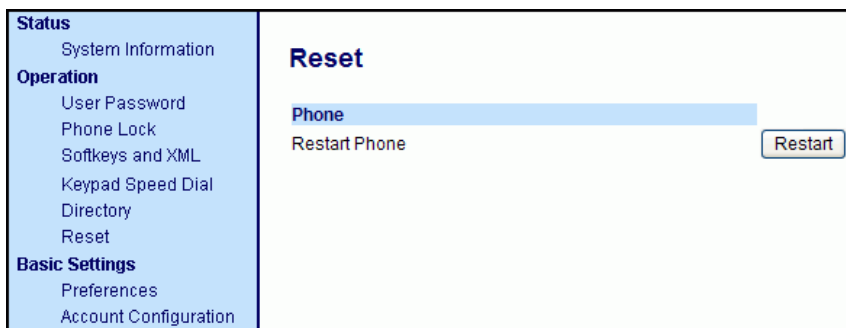 Status
System Information
Operation
User Password
Phone Lock
Softkeys and XML
Keypad Speed Dial
Directory
Reset
Basic Settings
Preferences
Account Configuration
Reset
Phone
Restart Phone
Restart